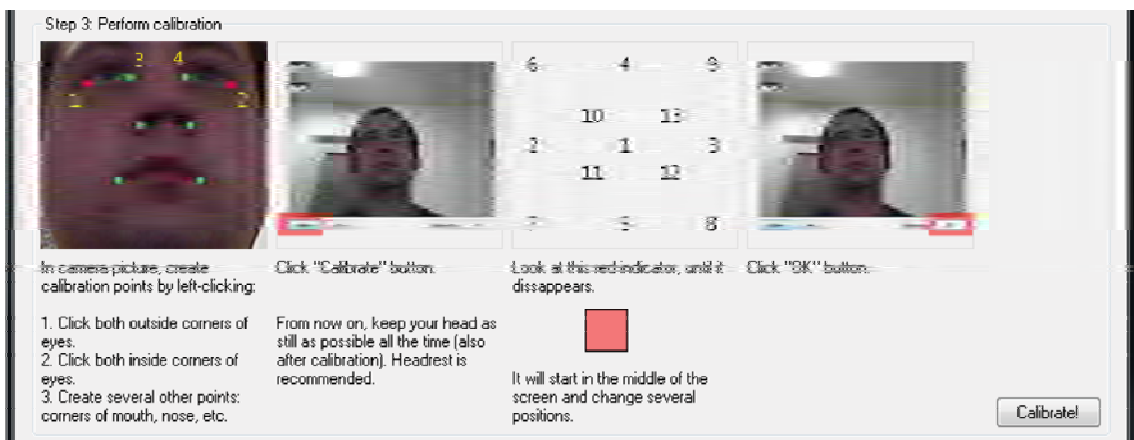 Step 3: Perform calibration
3 4
1 2
6 4 9
10 13
2 1 3
11 12
5 8
In camera picture, create
calibration points by left-clicking:
1. Click both outside corners of
eyes.
2. Click both inside corners of
eyes.
3. Create several other points:
corners of mouth, nose, etc.
Click "Calibrate" button.
From now on, keep your head as
still as possible all the time (also
after calibration). Headrest is
recommended.
Look at this red indicator, until it
dissappears.
It will start in the middle of the
screen and change several
positions.
Click "OK" button.
Calibrate!